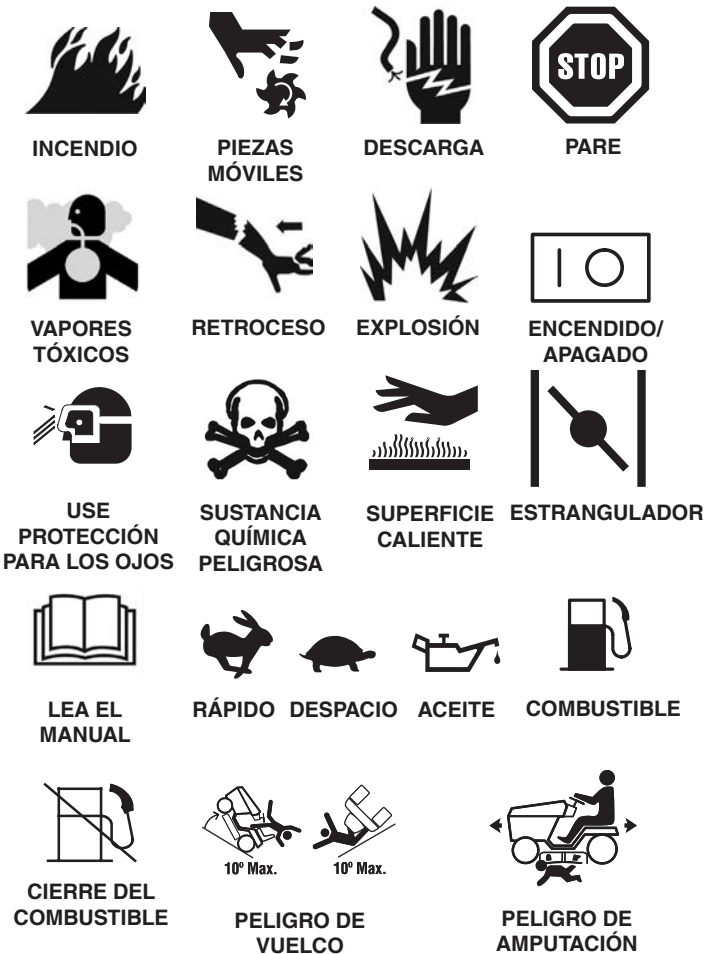 STOP
INCENDIO
PIEZAS
MÓVILES
DESCARGA
PARE
VAPORES
TÓXICOS
RETROCESO
EXPLOSIÓN
ENCENDIDO/
APAGADO
USE
PROTECCIÓN
PARA LOS OJOS
SUSTANCIA
QUÍMICA
PELIGROSA
SUPERFICIE
CALIENTE
ESTRANGULADOR
LEA EL
MANUAL
RÁPIDO
DESPACIO
ACEITE
COMBUSTIBLE
CIERRE DEL
COMBUSTIBLE
10º Max.
10º Max.
PELIGRO DE
VUELCO
PELIGRO DE
AMPUTACIÓN